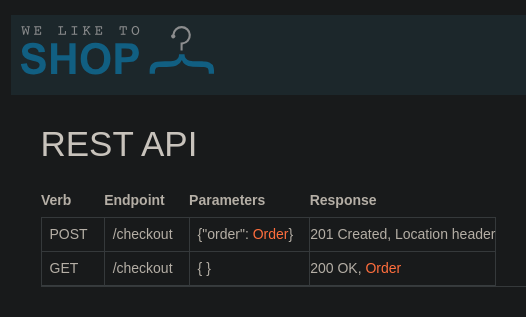 WE LIKE TO
SHOP
REST API
Verb Endpoint Parameters Response
POST /checkout {"order": Order} 201 Created, Location header
GET /checkout { } 200 OK, Order